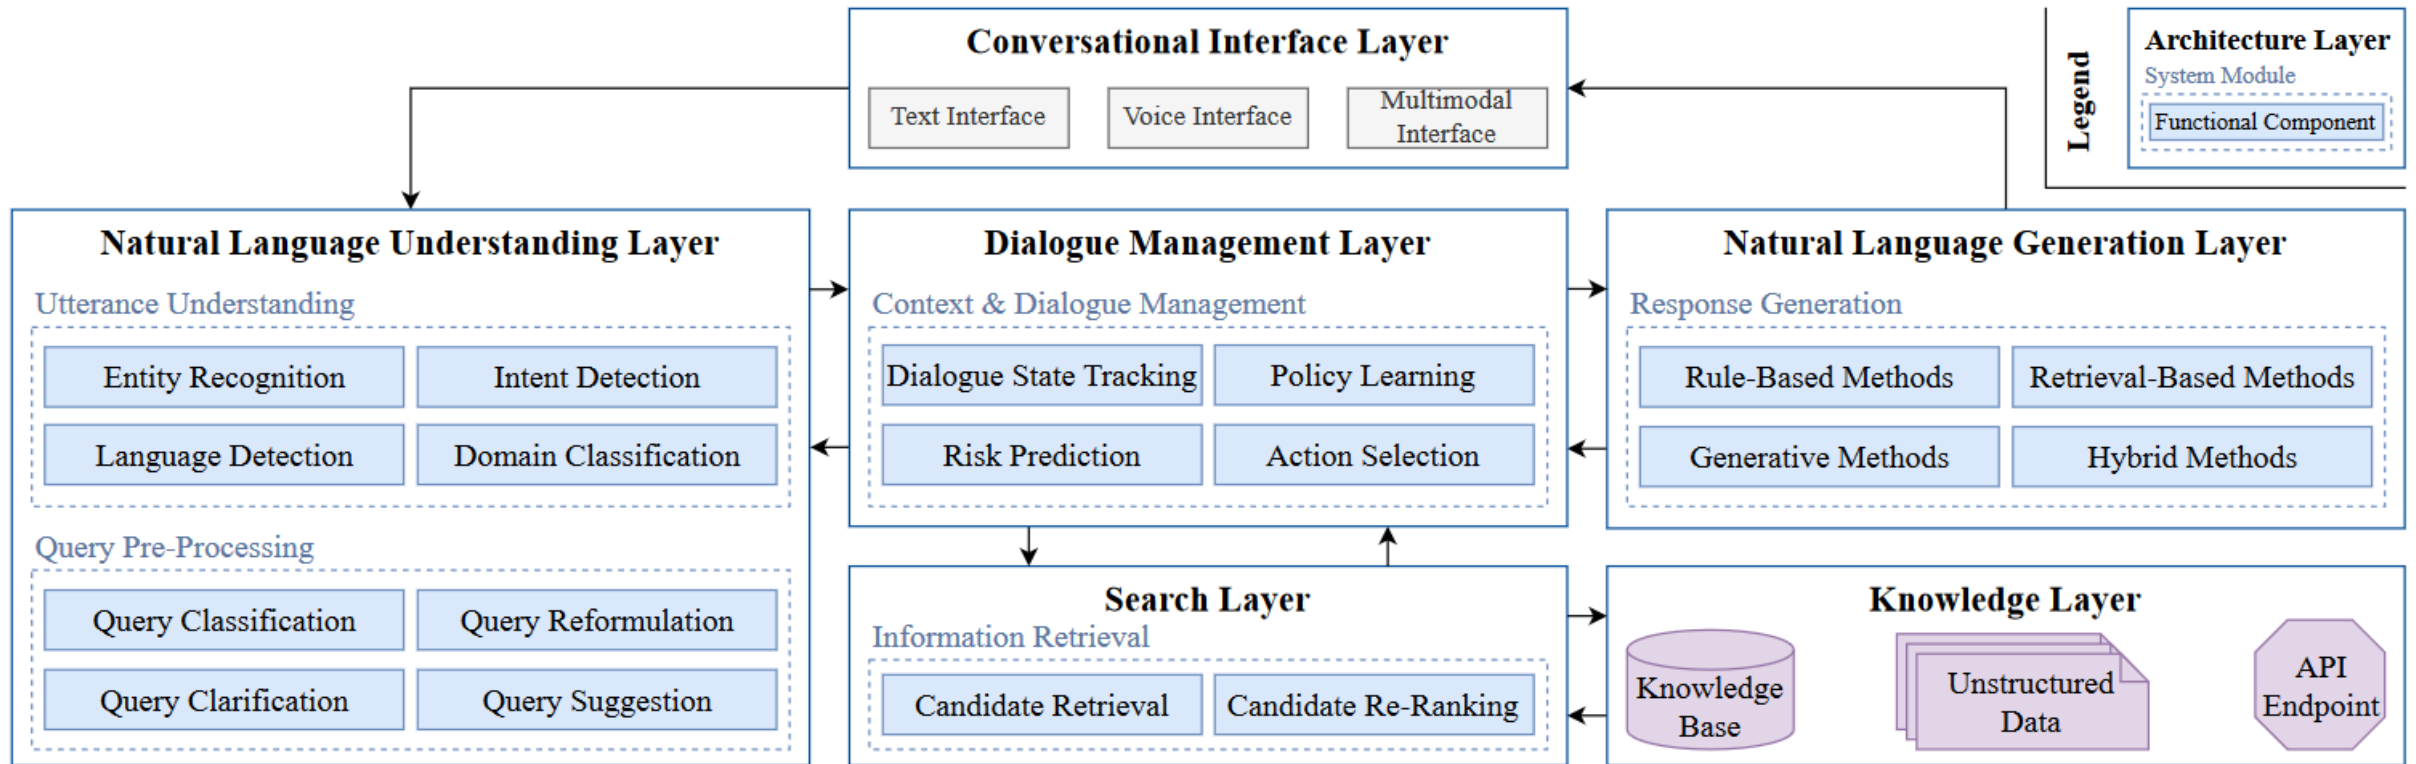 Conversational Interface Layer
Text Interface
Voice Interface
Multimodal
Interface
Legend
Architecture Layer
System Module
Functional Component
Natural Language Understanding Layer
Utterance Understanding
Entity Recognition
Intent Detection
Language Detection
Domain Classification
Query Pre-Processing
Query Classification
Query Reformulation
Query Clarification
Query Suggestion
Dialogue Management Layer
Context & Dialogue Management
Dialogue State Tracking
Policy Learning
Risk Prediction
Action Selection
Natural Language Generation Layer
Response Generation
Rule-Based Methods
Retrieval-Based Methods
Generative Methods
Hybrid Methods
Search Layer
Information Retrieval
Candidate Retrieval
Candidate Re-Ranking
Knowledge Layer
Knowledge
Base
Unstructured
Data
API
Endpoint